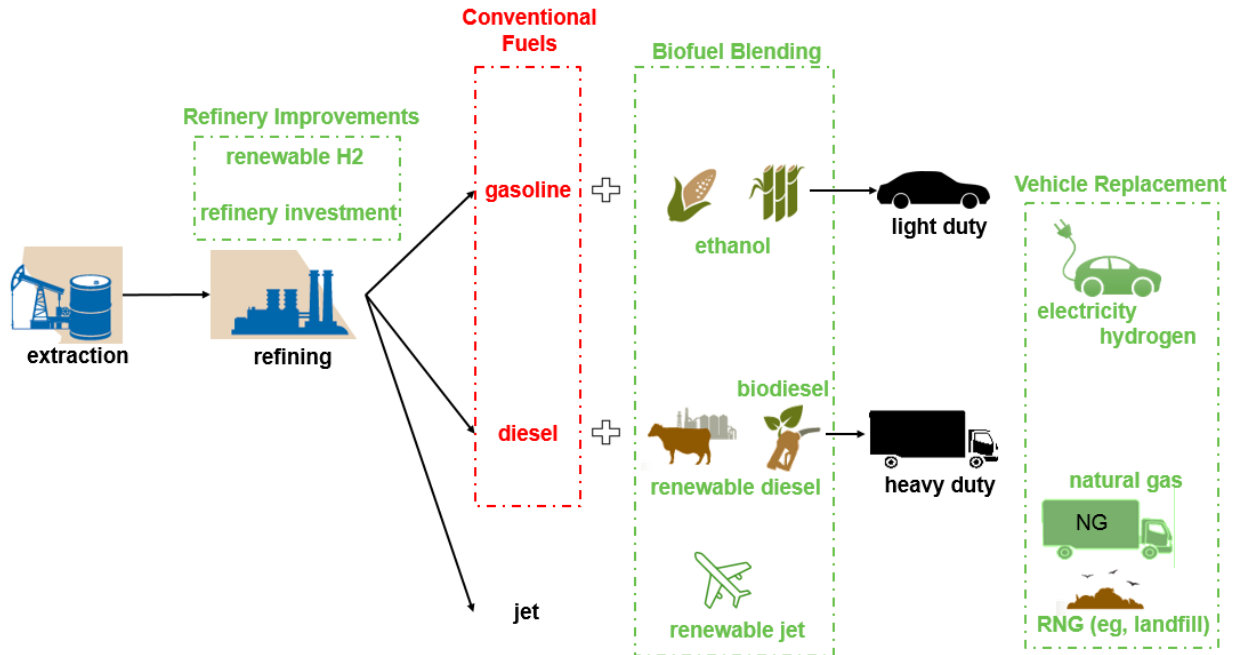 Conventional
Fuels
Biofuel Blending
Refinery Improvements
renewable H2
refinery investment
gasoline
ethanol
light duty
Vehicle Replacement
electricity
hydrogen
extraction
refining
biodiesel
diesel
renewable diesel
heavy duty
natural gas
NG
jet
renewable jet
RNG (eg, landfill)